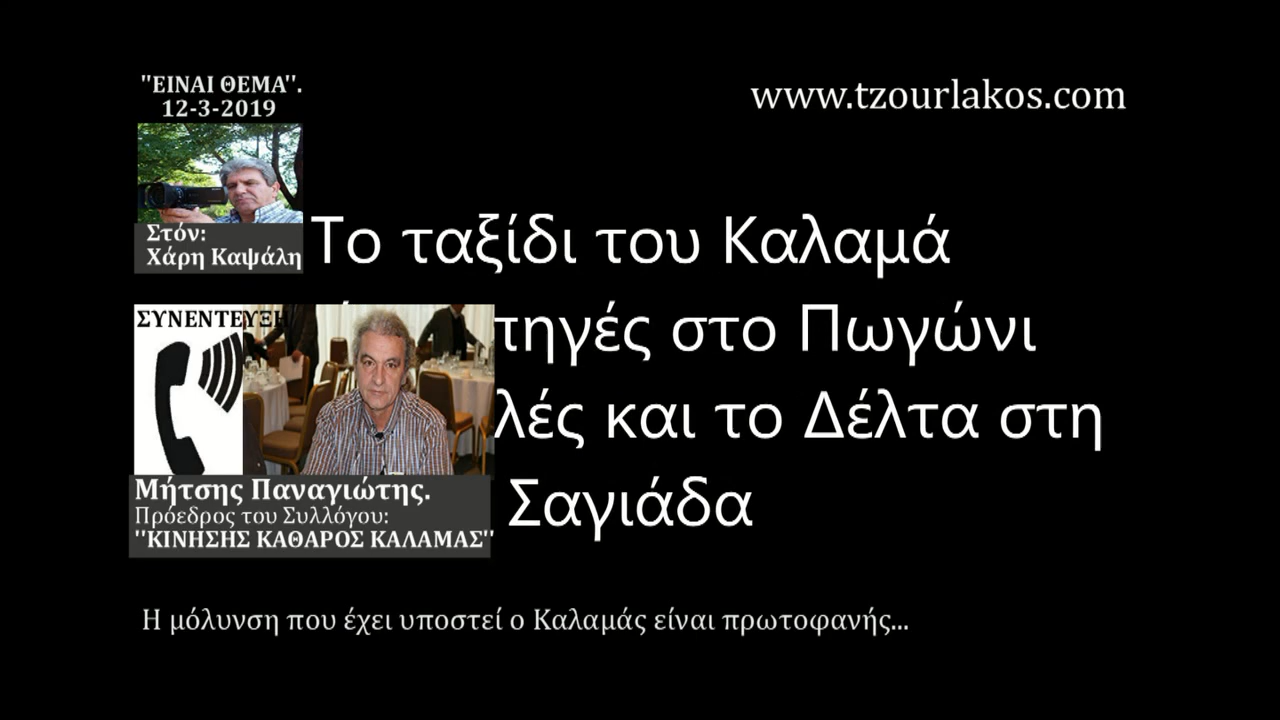 ''ΕΙΝΑΙ ΘΕΜΑ''.
12-3-2019
www.tzourlakos.com
Στόν:
Χάρη Καψάλη
Το ταξίδι του Καλαμά
στο Πωγώνι
και το Δέλτα στη
Σαγιάδα
ΣΥΝΕΝΤΕΥΞΗ
Μήτσης Παναγιώτης.
Πρόεδρος του Συλλόγου:
''ΚΙΝΗΣΗΣ ΚΑΘΑΡΟΣ ΚΑΛΑΜΑΣ''
Η μόλυνση που έχει υποστεί ο Καλαμάς είναι πρωτοφανής...